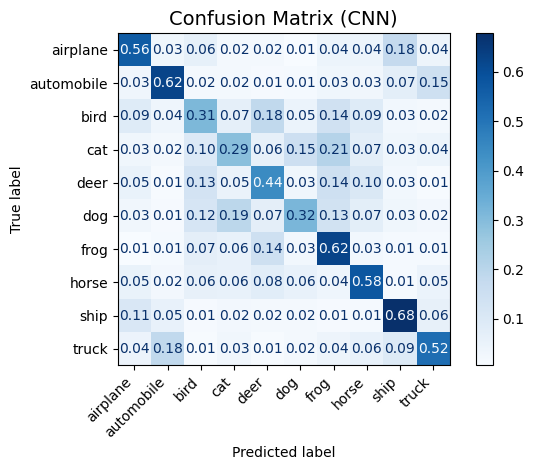 Confusion Matrix (CNN)
airplane 0.56 0.03 0.06 0.02 0.02 0.01 0.04 0.04 0.18 0.04
automobile 0.03 0.62 0.02 0.02 0.01 0.01 0.03 0.03 0.07 0.15
bird 0.09 0.04 0.31 0.07 0.18 0.05 0.14 0.09 0.03 0.02
cat 0.03 0.02 0.10 0.29 0.06 0.15 0.21 0.07 0.03 0.04
deer 0.05 0.01 0.13 0.05 0.44 0.03 0.14 0.10 0.03 0.01
dog 0.03 0.01 0.12 0.19 0.07 0.32 0.13 0.07 0.03 0.02
frog 0.01 0.01 0.07 0.06 0.14 0.03 0.62 0.03 0.01 0.01
horse 0.05 0.02 0.06 0.06 0.08 0.06 0.04 0.58 0.01 0.05
ship 0.11 0.05 0.01 0.02 0.02 0.02 0.01 0.01 0.68 0.06
truck 0.04 0.18 0.01 0.03 0.01 0.02 0.04 0.06 0.09 0.52
airplane automobile bird cat deer dog frog horse ship truck
Predicted label
True label
0.6
0.5
0.4
0.3
0.2
0.1